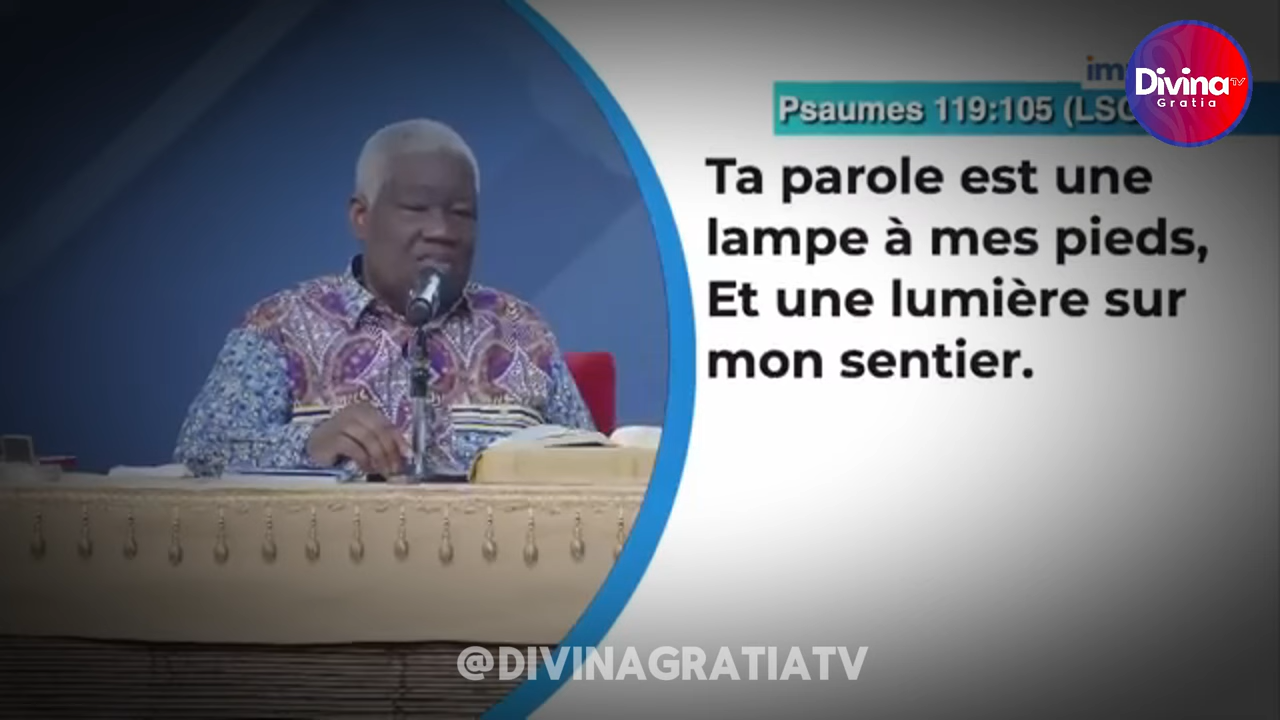 Divina TV
Gratia
Psaumes 119:105
Ta parole est une
lampe à mes pieds,
Et une lumière sur
mon sentier.
@DIVINAGRATIATV